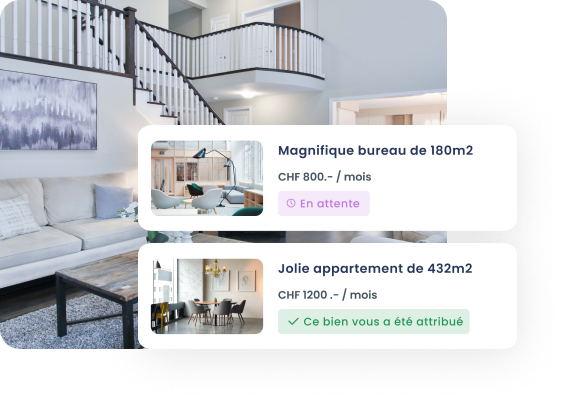 Magnifique bureau de 180m2
CHF 800.- / mois
En attente
Jolie appartement de 432m2
CHF 1200 .- / mois
Ce bien vous a été attribué